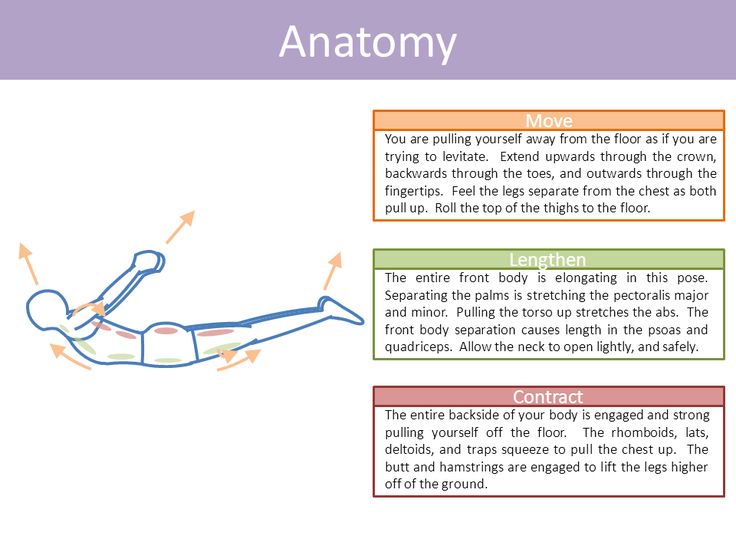 Anatomy
Move
You are pulling yourself away from the floor as if you are
trying to levitate. Extend upwards through the crown,
backwards through the toes, and outwards through the
fingertips. Feel the legs separate from the chest as both
pull up. Roll the top of the thighs to the floor.
Lengthen
The entire front body is elongating in this pose.
Separating the palms is stretching the pectoralis major
and minor. Pulling the torso up stretches the abs. The
front body separation causes length in the psoas and
quadriceps. Allow the neck to open lightly, and safely.
Contract
The entire backside of your body is engaged and strong
pulling yourself off the floor. The rhomboids, lats,
deltoids, and traps squeeze to pull the chest up. The
butt and hamstrings are engaged to lift the legs higher
off of the ground.